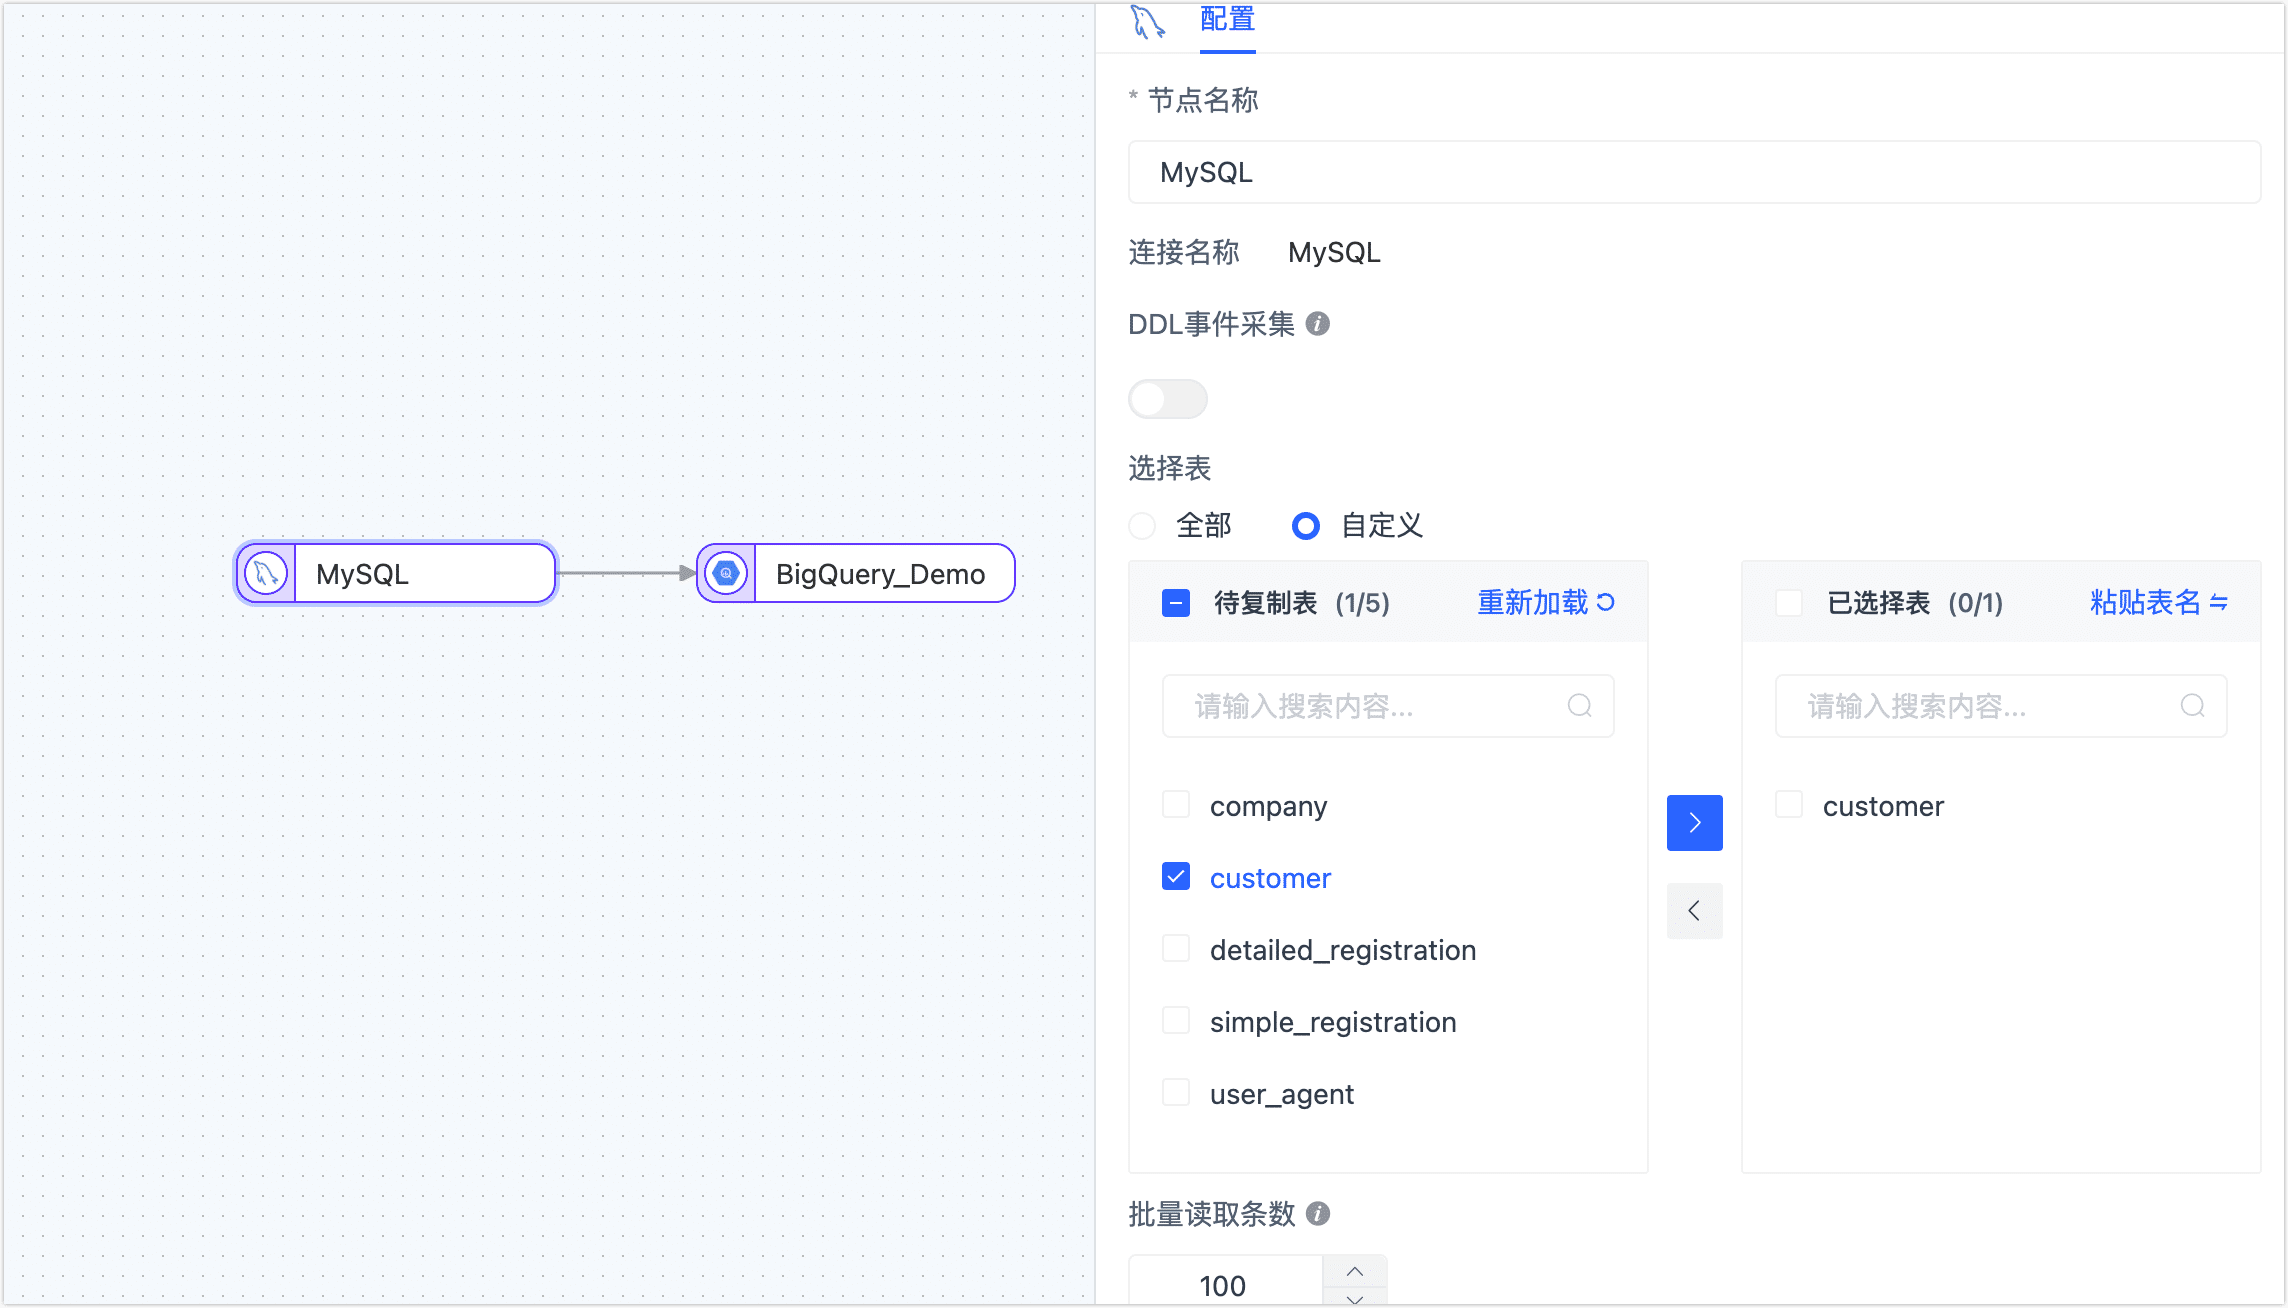 MySQL
BigQuery_Demo
配置
* 节点名称
MySQL
连接名称 MySQL
DDL事件采集
选择表
全部 自定义
待复制表 (1/5) 重新加载
请输入搜索内容...
company
customer
detailed_registration
simple_registration
user_agent
已选择表 (0/1) 粘贴表名
请输入搜索内容...
customer
批量读取条数
100